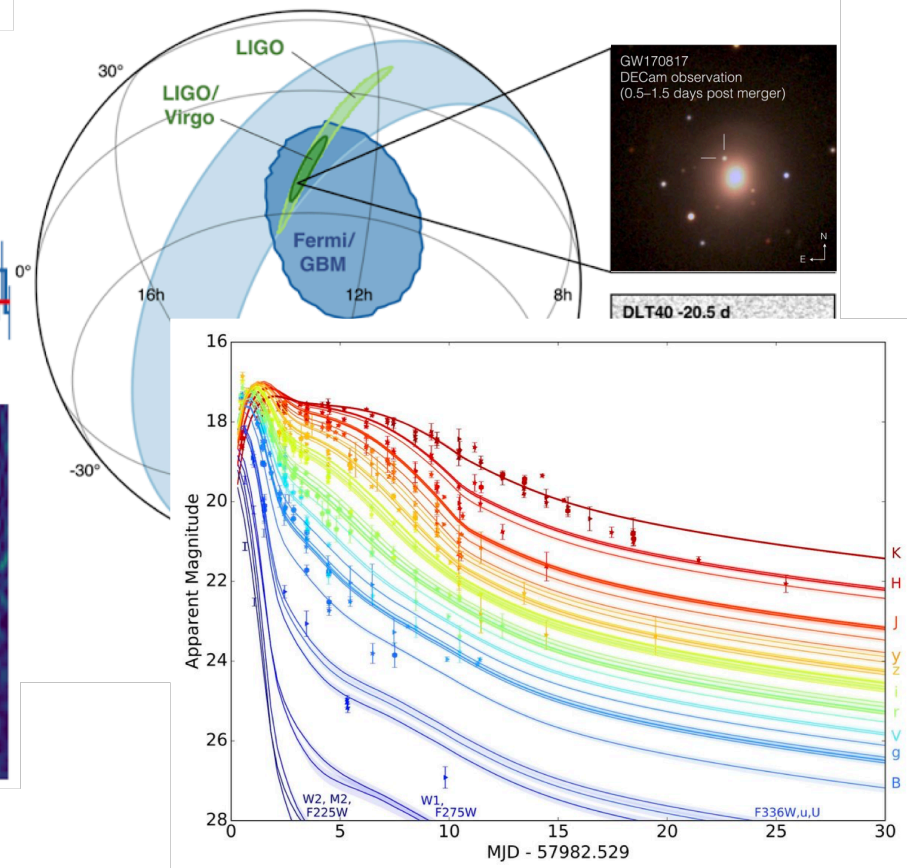 LIGO
30°
LIGO/
Virgo
GW170817
DECam observation
(0.5–1.5 days post merger)
N
E
Fermi/
GBM
0°
16h
12h
8h
-30°
DLT40 -20.5 d
16
18
20
22
24
26
28
Apparent Magnitude
K
H
J
y
z
i
r
V
g
B
W2, M2,
F225W
W1,
F275W
F336W,u,U
0
5
10
15
20
25
30
MJD - 57982.529